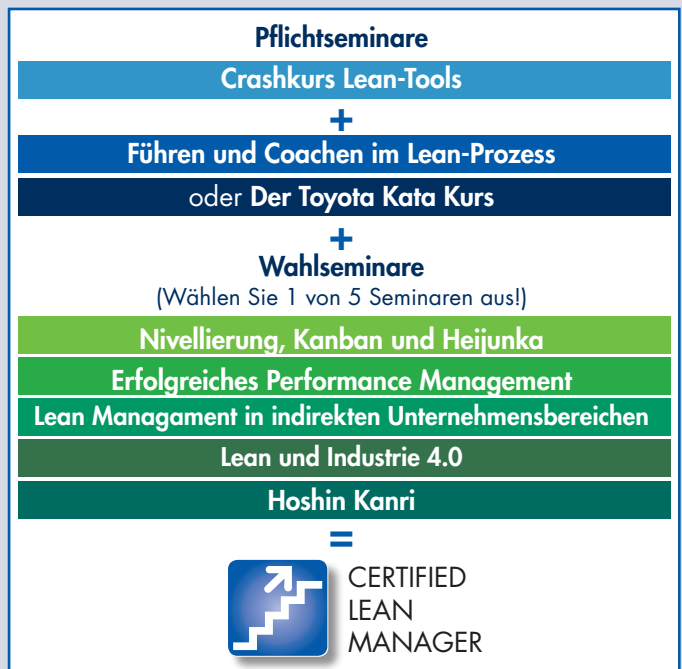 Pflichtseminare
Crashkurs Lean-Tools
+
Führen und Coachen im Lean-Prozess
oder Der Toyota Kata Kurs
+
Wahlseminare
(Wählen Sie 1 von 5 Seminaren aus!)
Nivellierung, Kanban und Heijunka
Erfolgreiches Performance Management
Lean Managament in indirekten Unternehmensbereichen
Lean und Industrie 4.0
Hoshin Kanri
=
CERTIFIED
LEAN
MANAGER